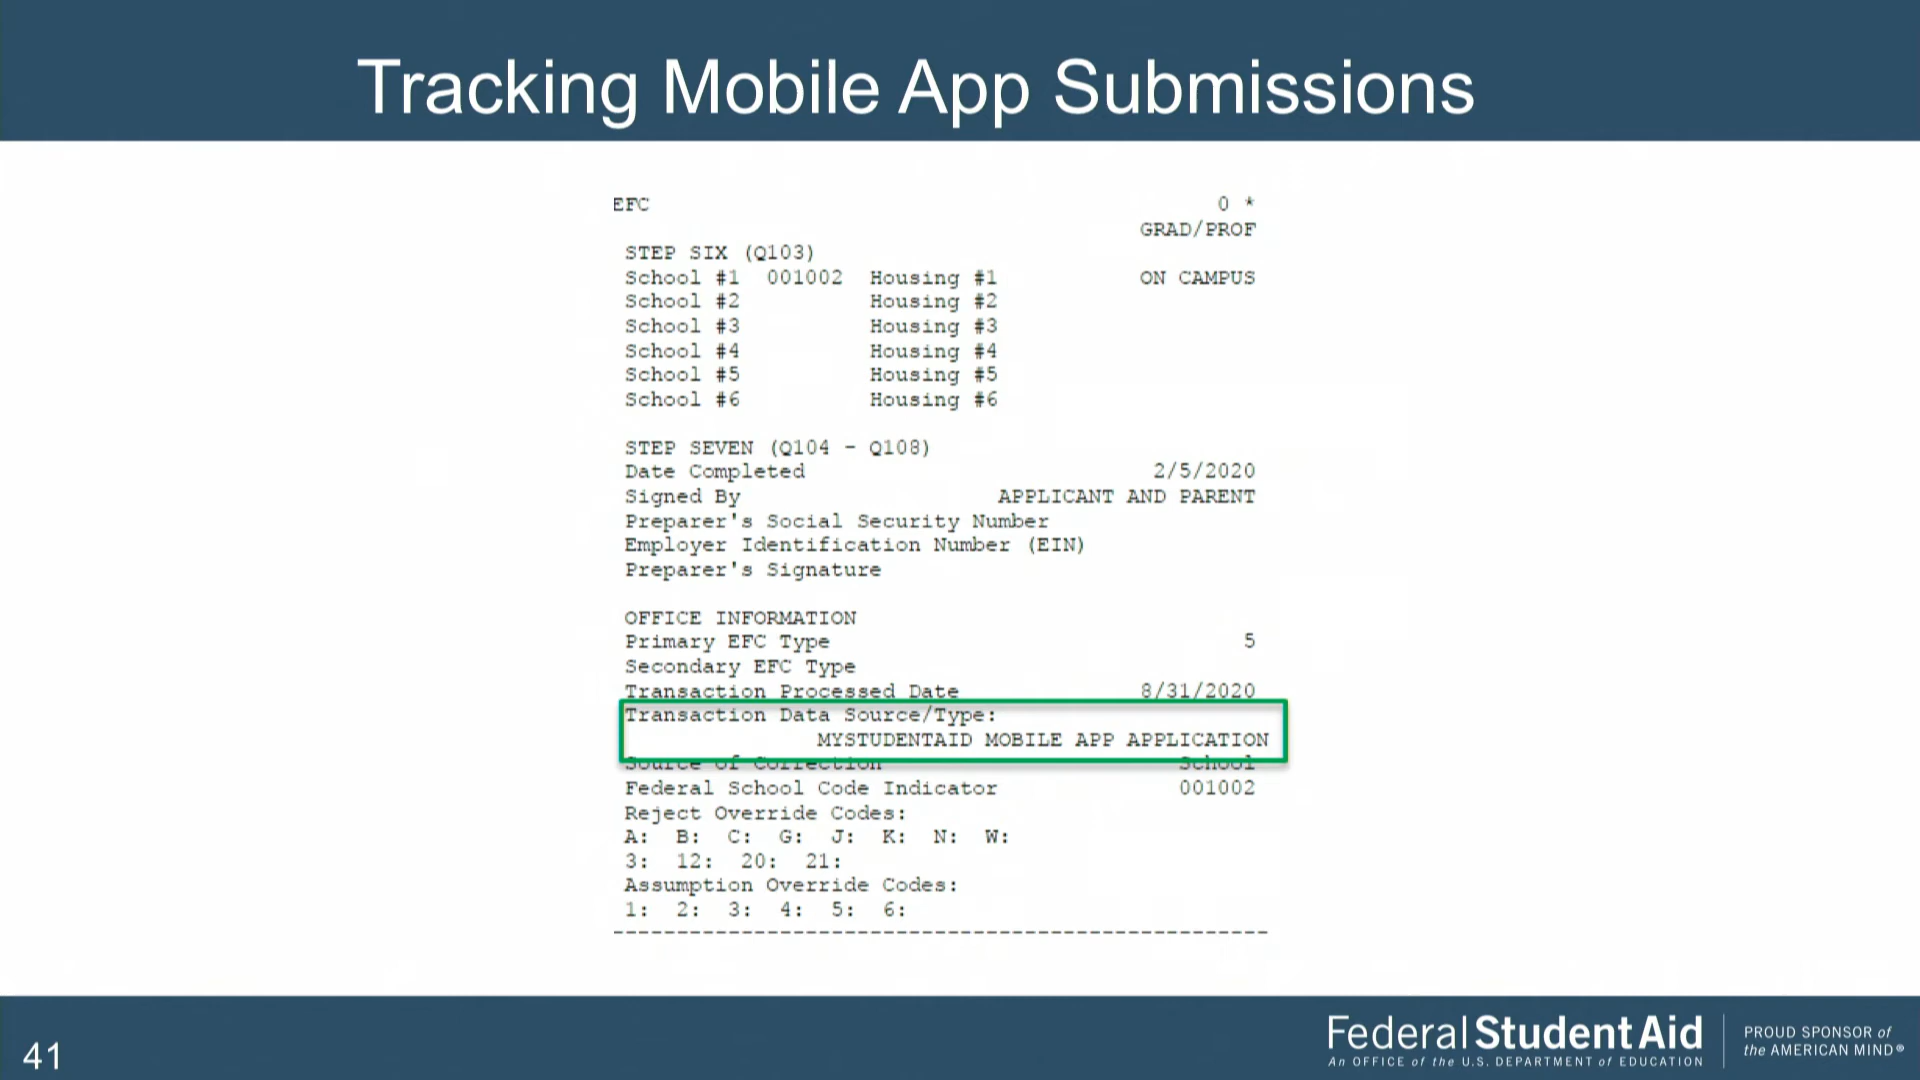 Tracking Mobile App Submissions
EFC 0 *
GRAD/PROF
STEP SIX (Q103)
School #1 001002 Housing #1 ON CAMPUS
School #2 Housing #2
School #3 Housing #3
School #4 Housing #4
School #5 Housing #5
School #6 Housing #6
STEP SEVEN (Q104 - Q108)
Date Completed 2/5/2020
Signed By APPLICANT AND PARENT
Preparer's Social Security Number
Employer Identification Number (EIN)
Preparer's Signature
OFFICE INFORMATION
Primary EFC Type 5
Secondary EFC Type
Transaction Processed Date 8/31/2020
Transaction Data Source/Type:
MYSTUDENTAID MOBILE APP APPLICATION
Source of Correction School
Federal School Code Indicator 001002
Reject Override Codes:
A: B: C: G: J: K: N: W:
3: 12: 20: 21:
Assumption Override Codes:
1: 2: 3: 4: 5: 6:
41
Federal Student Aid
An OFFICE of the U.S. DEPARTMENT of EDUCATION
PROUD SPONSOR of
the AMERICAN MIND®